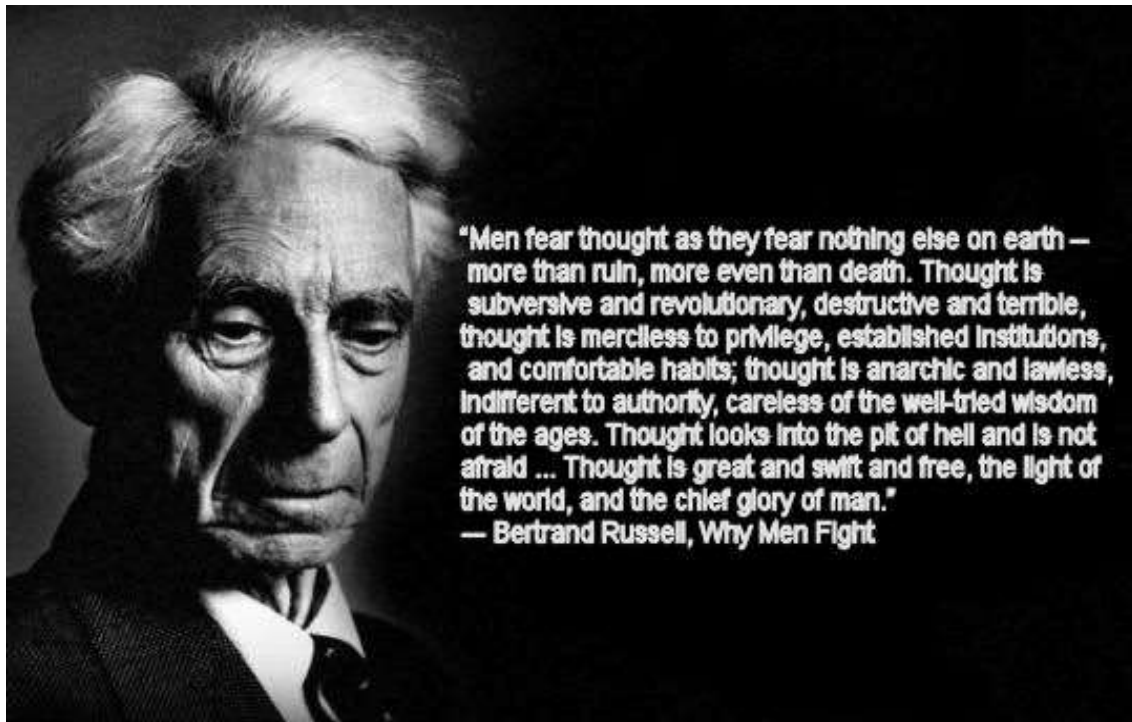 “Men fear thought as they fear nothing else on earth —
more than ruin, more even than death. Thought is
subversive and revolutionary, destructive and terrible,
thought is merciless to privilege, established institutions,
and comfortable habits; thought is anarchic and lawless,
indifferent to authority, careless of the well-tried wisdom
of the ages. Thought looks into the pit of hell and is not
afraid ... Thought is great and swift and free, the light of
the world, and the chief glory of man.”
— Bertrand Russell, Why Men Fight